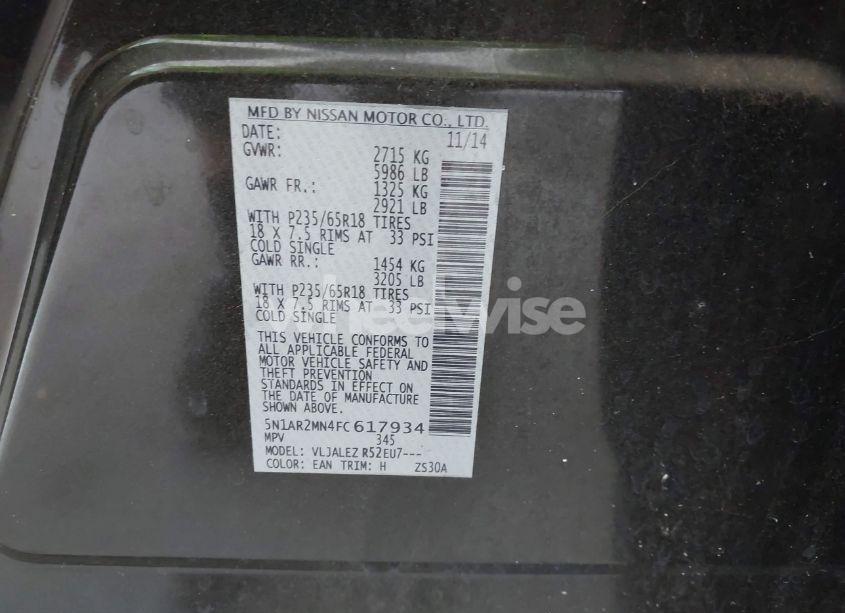 MFD BY NISSAN MOTOR CO., LTD.
DATE: 11/14
GVWR: 2715 KG
5986 LB
GAWR FR.: 1325 KG
2921 LB
WITH P235/65R18 TIRES
18 X 7.5 RIMS AT 33 PSI
COLD SINGLE
GAWR RR.: 1454 KG
3205 LB
WITH P235/65R18 TIRES
18 X 7.5 RIMS AT 33 PSI
COLD SINGLE
wheelwise
THIS VEHICLE CONFORMS TO
ALL APPLICABLE FEDERAL
MOTOR VEHICLE SAFETY AND
THEFT PREVENTION
STANDARDS IN EFFECT ON
THE DATE OF MANUFACTURE
SHOWN ABOVE.
5N1AR2MN4FC617934
MPV 345
MODEL: VLJALEZ R52EU7---
COLOR: EAN TRIM: H ZS30A